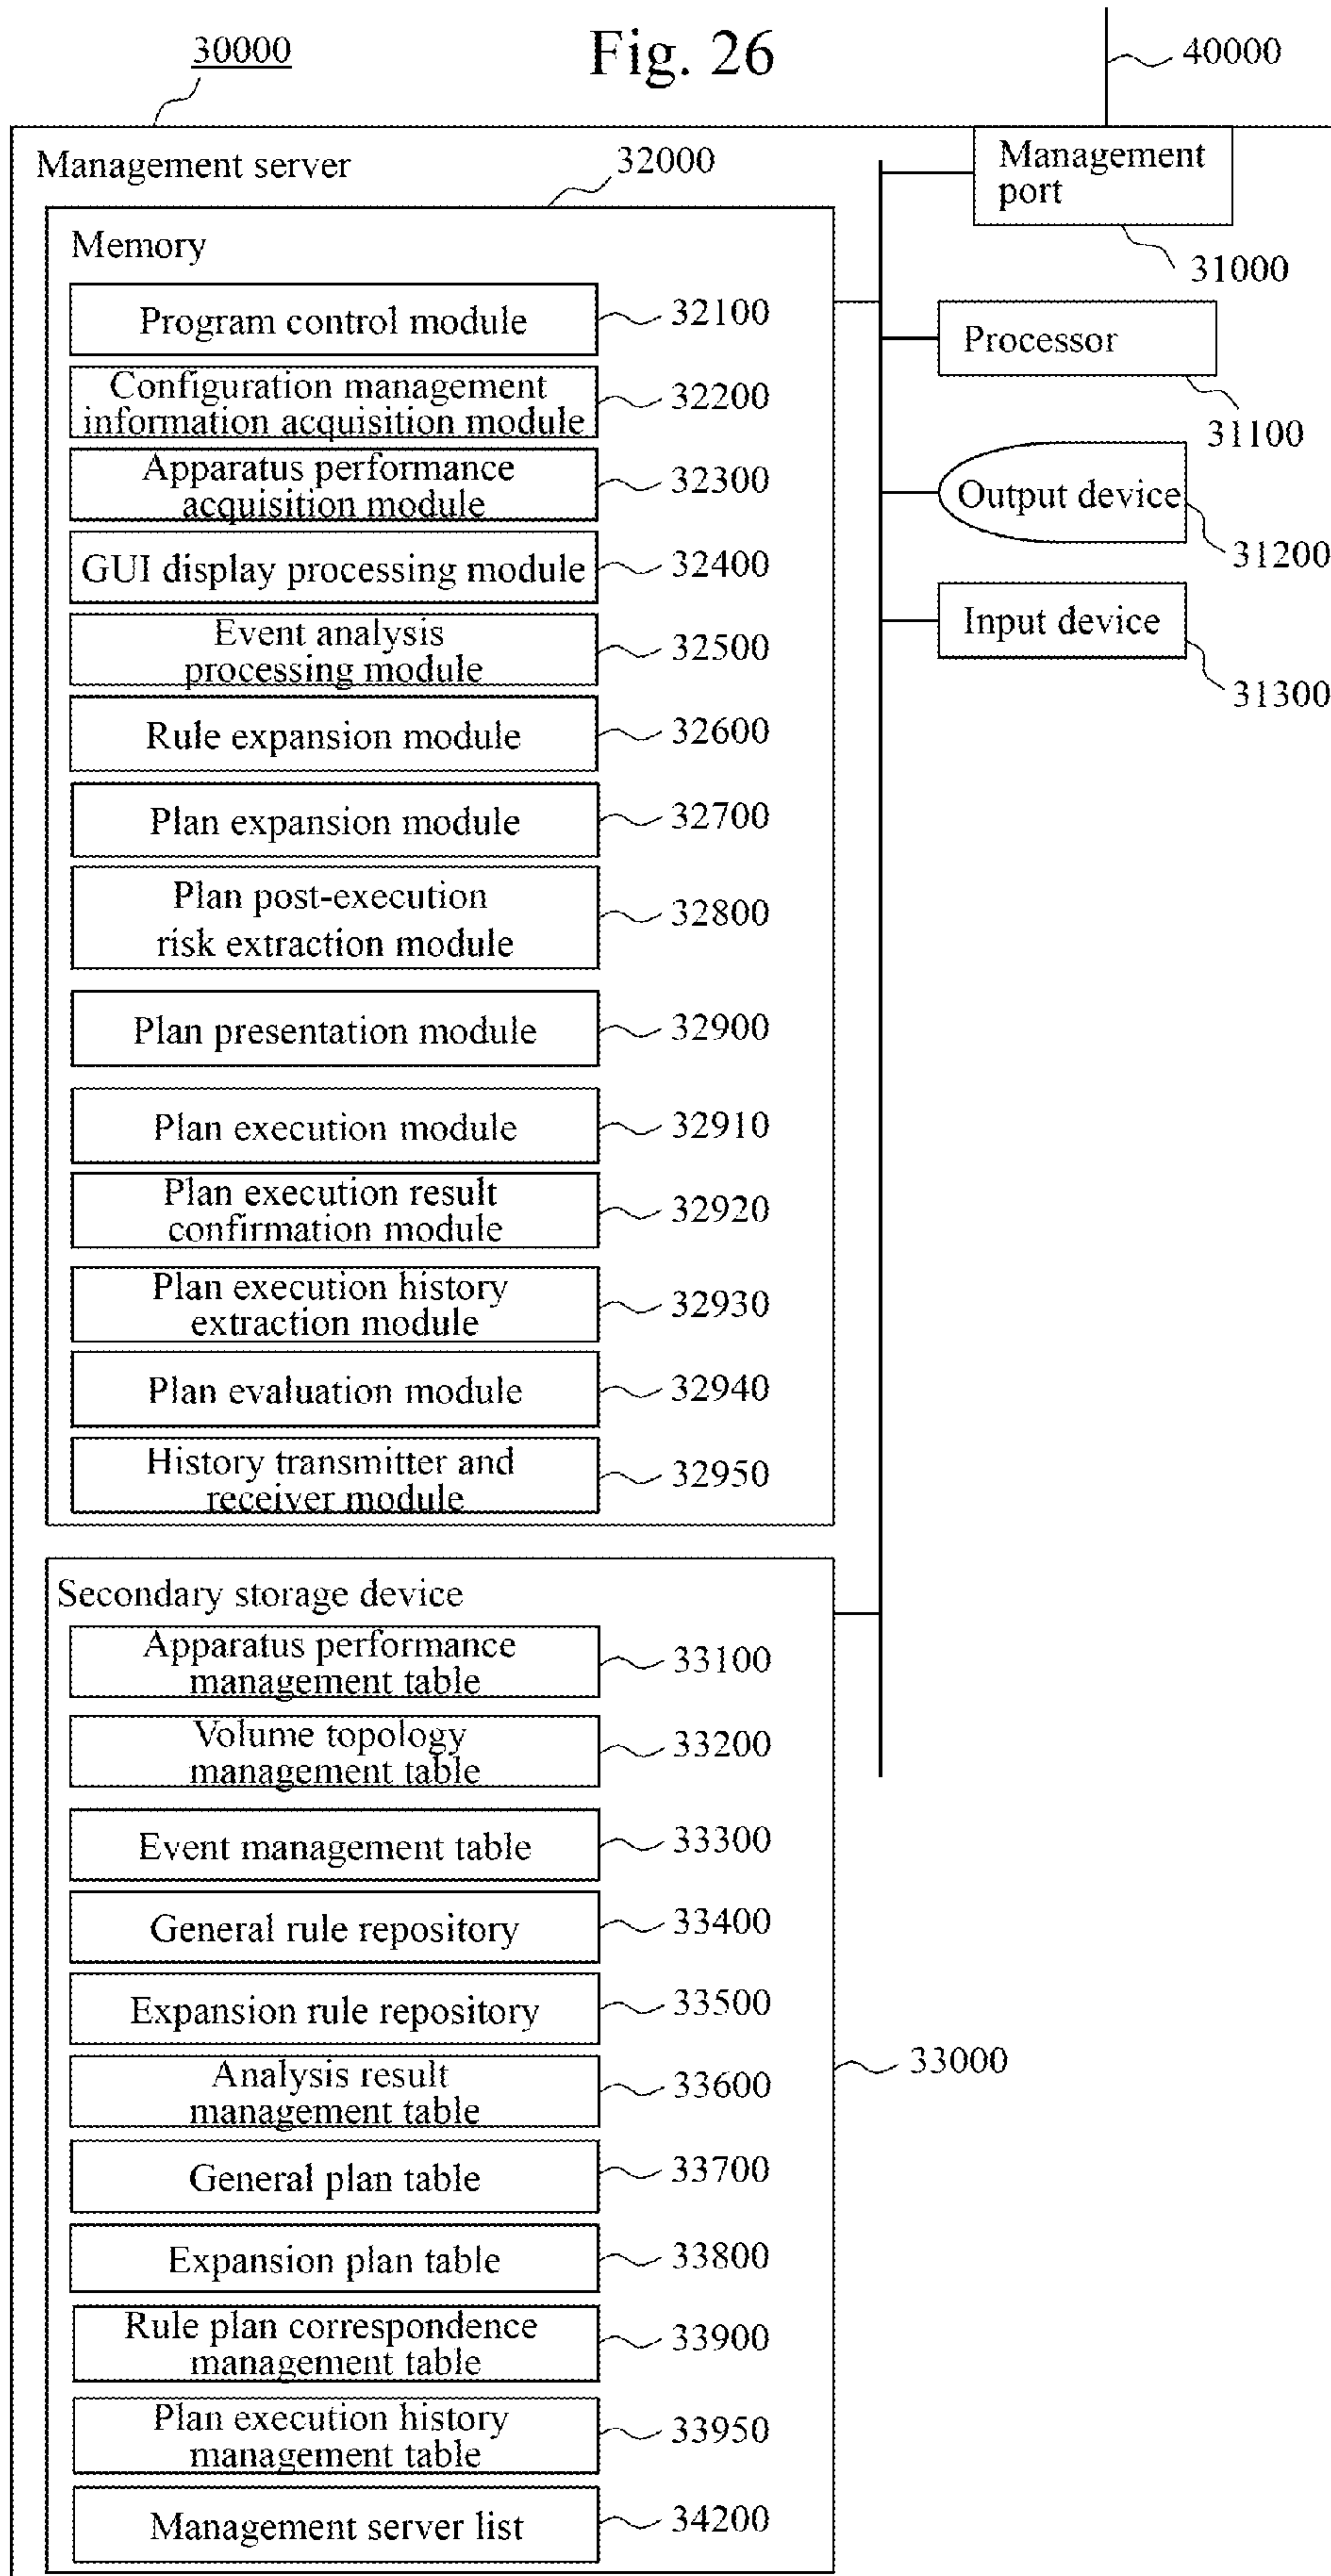 Fig. 26
30000
40000
Management server
32000
Management
port
31000
Memory
Program control module
32100
Processor
31100
Configuration management
information acquisition module
32200
Apparatus performance
acquisition module
32300
Output device
31200
GUI display processing module
32400
Input device
31300
Event analysis
processing module
32500
Rule expansion module
32600
Plan expansion module
32700
Plan post-execution
risk extraction module
32800
Plan presentation module
32900
Plan execution module
32910
Plan execution result
confirmation module
32920
Plan execution history
extraction module
32930
Plan evaluation module
32940
History transmitter and
receiver module
32950
Secondary storage device
Apparatus performance
management table
33100
Volume topology
management table
33200
Event management table
33300
General rule repository
33400
Expansion rule repository
33500
33000
Analysis result
management table
33600
General plan table
33700
Expansion plan table
33800
Rule plan correspondence
management table
33900
Plan execution history
management table
33950
Management server list
34200